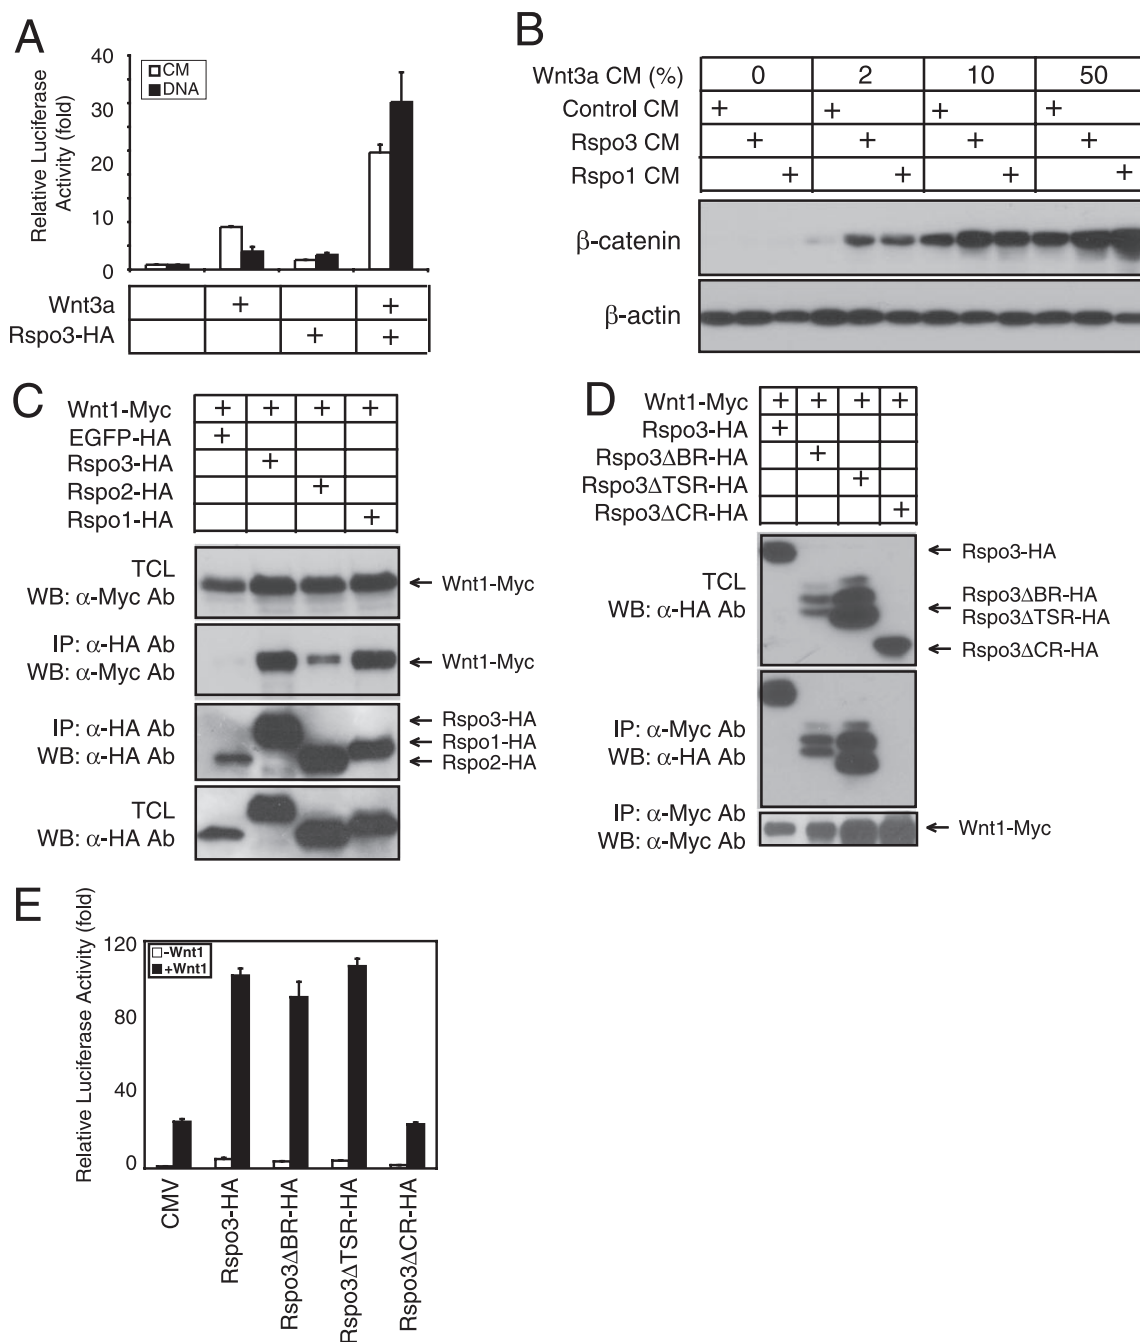 A
Relative Luciferase
Activity (fold)
40
30
20
10
0
CM
DNA
Wnt3a + +
Rspo3-HA + +
B
Wnt3a CM (%) 0 2 10 50
Control CM + + + +
Rspo3 CM + + + +
Rspo1 CM + + + +
β-catenin
β-actin
C
Wnt1-Myc + + + +
EGFP-HA +
Rspo3-HA +
Rspo2-HA +
Rspo1-HA +
TCL
WB: α-Myc Ab
← Wnt1-Myc
IP: α-HA Ab
WB: α-Myc Ab
← Wnt1-Myc
IP: α-HA Ab
WB: α-HA Ab
← Rspo3-HA
← Rspo1-HA
← Rspo2-HA
TCL
WB: α-HA Ab
D
Wnt1-Myc + + + +
Rspo3-HA +
Rspo3ΔBR-HA +
Rspo3ΔTSR-HA +
Rspo3ΔCR-HA +
TCL
WB: α-HA Ab
← Rspo3-HA
Rspo3ΔBR-HA
← Rspo3ΔTSR-HA
← Rspo3ΔCR-HA
IP: α-Myc Ab
WB: α-HA Ab
IP: α-Myc Ab
WB: α-Myc Ab
← Wnt1-Myc
E
Relative Luciferase Activity (fold)
120
80
40
0
-Wnt1
+Wnt1
CMV
Rspo3-HA
Rspo3ΔBR-HA
Rspo3ΔTSR-HA
Rspo3ΔCR-HA